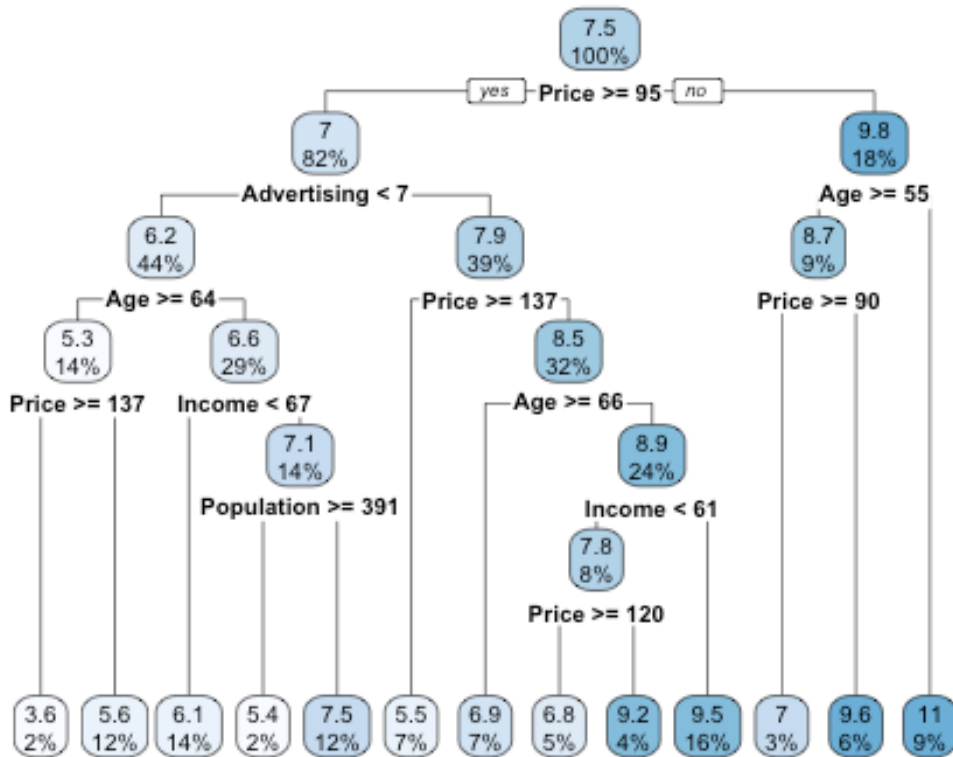 7.5
100%
yes Price >= 95 no
7 9.8
82% 18%
Advertising < 7 Age >= 55
6.2 7.9 8.7
44% 39% 9%
Age >= 64 Price >= 137 Price >= 90
5.3 6.6 8.5
14% 29% 32%
Price >= 137 Income < 67 Age >= 66
7.1 8.9
14% 24%
Population >= 391 Income < 61
7.8
8%
Price >= 120
3.6 5.6 6.1 5.4 7.5 5.5 6.9 6.8 9.2 9.5 7 9.6 11
2% 12% 14% 2% 12% 7% 7% 5% 4% 16% 3% 6% 9%